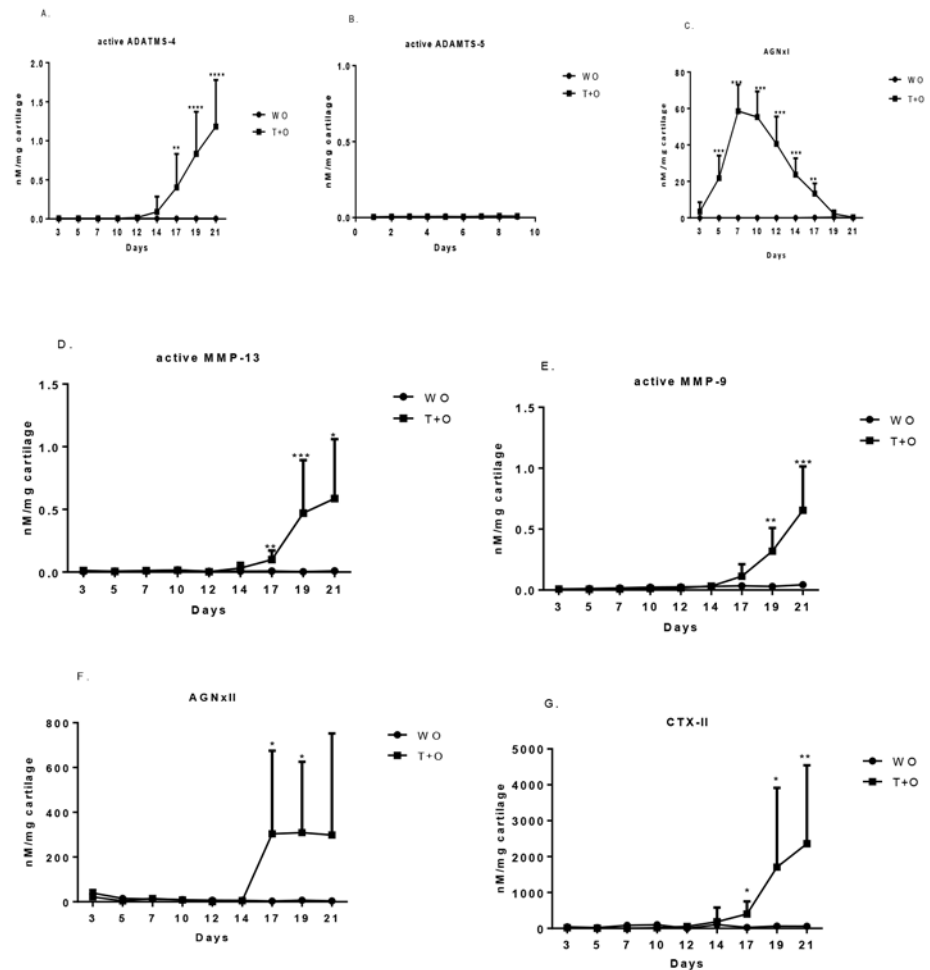 A.
active ADATMS-4
nM/mg cartilage
2.0
1.5
1.0
0.5
0.0
**
****
****
3 5 7 10 12 14 17 19 21
Days
WO
T+O
B.
active ADAMTS-5
nM/mg cartilage
1.0
0.5
0.0
0 2 4 6 8 10
Days
WO
T+O
C.
AGNxI
nM/mg cartilage
80
60
40
20
0
***
***
***
***
***
**
3 5 7 10 12 14 17 19 21
Days
WO
T+O
D.
active MMP-13
nM/mg cartilage
1.5
1.0
0.5
0.0
**
***
*
3 5 7 10 12 14 17 19 21
Days
WO
T+O
E.
active MMP-9
nM/mg cartilage
1.5
1.0
0.5
0.0
**
***
3 5 7 10 12 14 17 19 21
Days
WO
T+O
F.
AGNxII
nM/mg cartilage
800
600
400
200
0
*
*
3 5 7 10 12 14 17 19 21
Days
WO
T+O
G.
CTX-II
nM/mg cartilage
5000
4000
3000
2000
1000
0
*
*
**
3 5 7 10 12 14 17 19 21
Days
WO
T+O